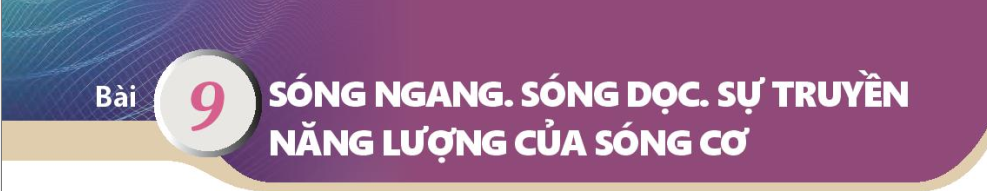 Bài 9 SÓNG NGANG. SÓNG DỌC. SỰ TRUYỀN
NĂNG LƯỢNG CỦA SÓNG CƠ